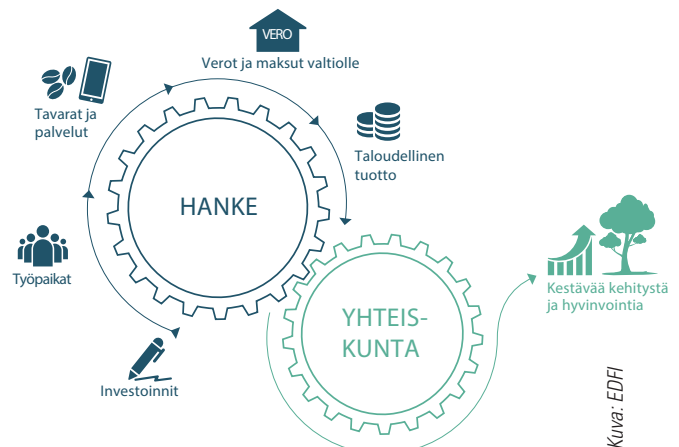 VERO
Verot ja maksut valtiolle
Tavarat ja
palvelut
Taloudellinen
tuotto
HANKE
Työpaikat
Investoinnit
YHTEIS-
KUNTA
Kestävää kehitystä
ja hyvinvointia
Kuva: EDFI